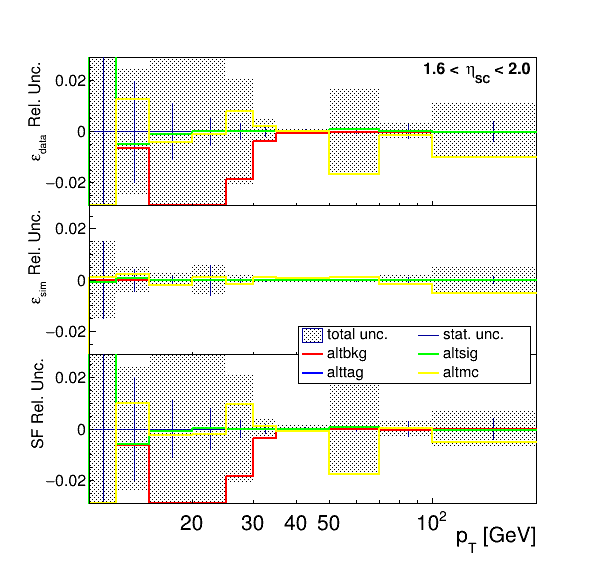 1.6 < η_SC < 2.0
ε_data Rel. Unc.
0.02
0
−0.02
ε_sim Rel. Unc.
0.02
0
−0.02
total unc. stat. unc.
altbkg altsig
alttag altmc
SF Rel. Unc.
0.02
0
−0.02
20 30 40 50 10²
p_T [GeV]